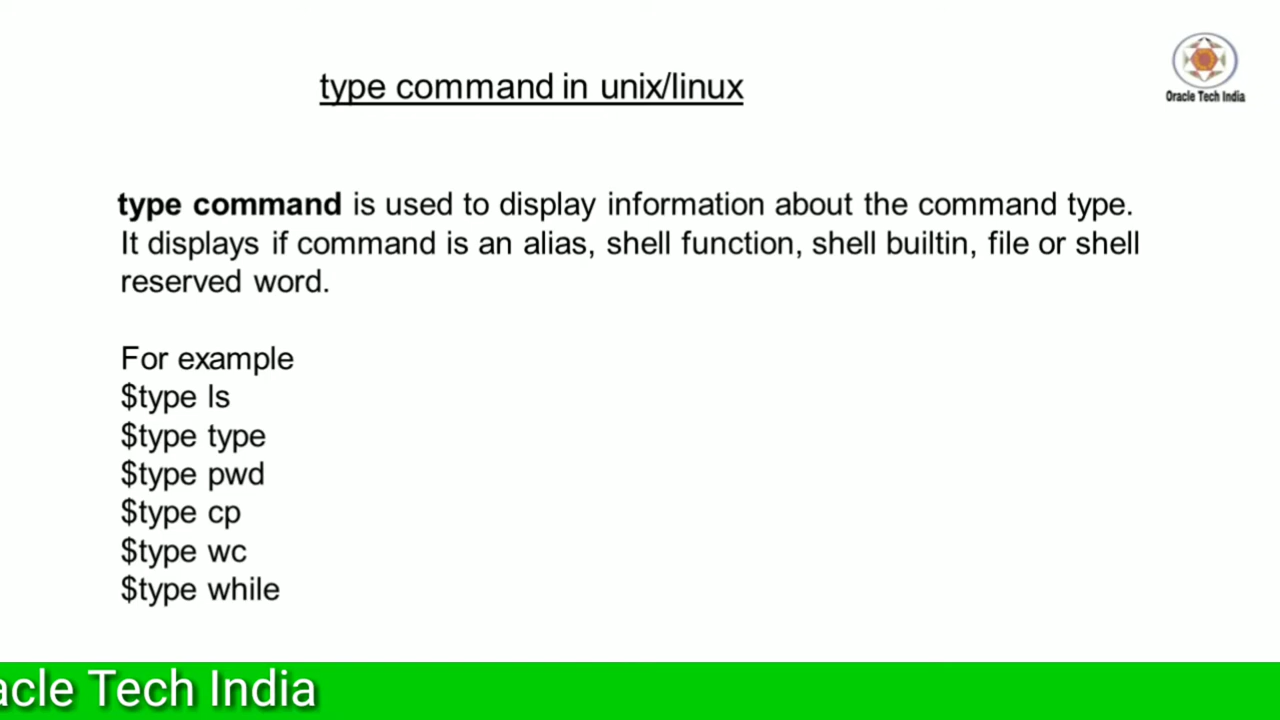 type command in unix/linux
Oracle Tech India
type command is used to display information about the command type.
It displays if command is an alias, shell function, shell builtin, file or shell
reserved word.
For example
$type ls
$type type
$type pwd
$type cp
$type wc
$type while
acle Tech India